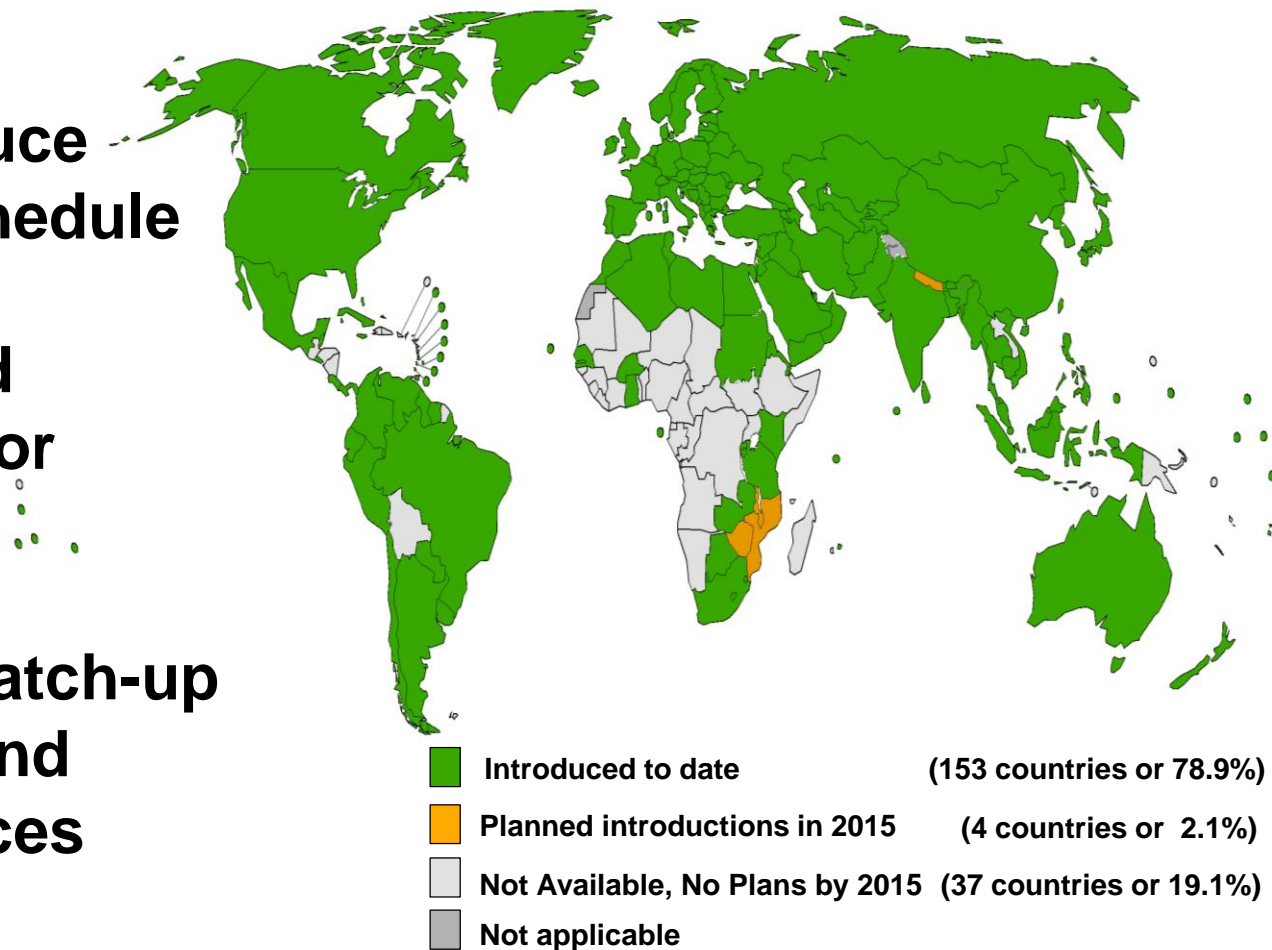 uce
hedule
d
or
atch-up
nd
ces
Introduced to date (153 countries or 78.9%)
Planned introductions in 2015 (4 countries or 2.1%)
Not Available, No Plans by 2015 (37 countries or 19.1%)
Not applicable